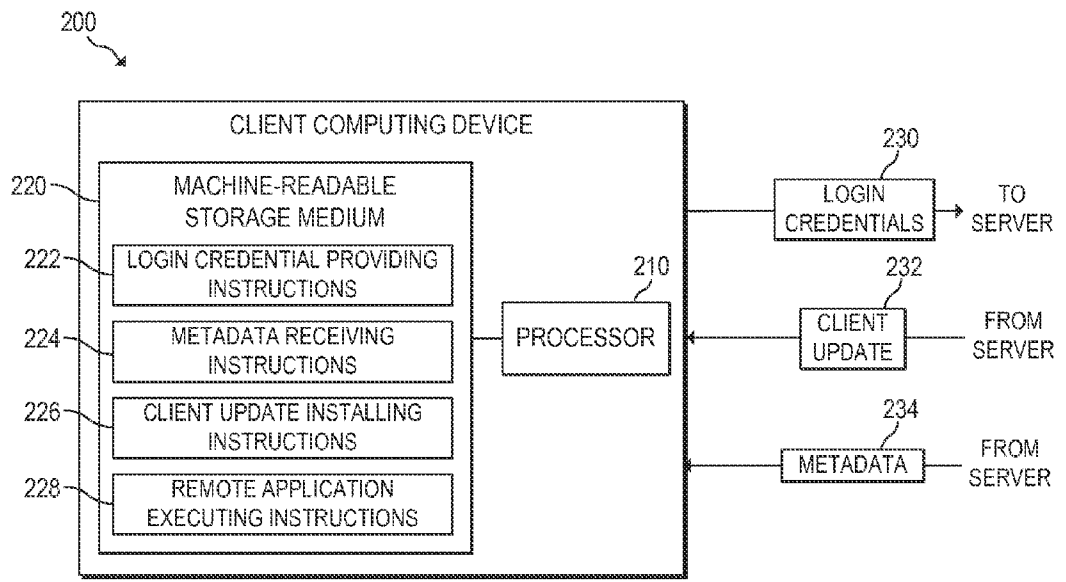 200
CLIENT COMPUTING DEVICE
220
MACHINE-READABLE
STORAGE MEDIUM
222
LOGIN CREDENTIAL PROVIDING
INSTRUCTIONS
224
METADATA RECEIVING
INSTRUCTIONS
226
CLIENT UPDATE INSTALLING
INSTRUCTIONS
228
REMOTE APPLICATION
EXECUTING INSTRUCTIONS
210
PROCESSOR
230
LOGIN
CREDENTIALS
TO
SERVER
232
CLIENT
UPDATE
FROM
SERVER
234
METADATA
FROM
SERVER